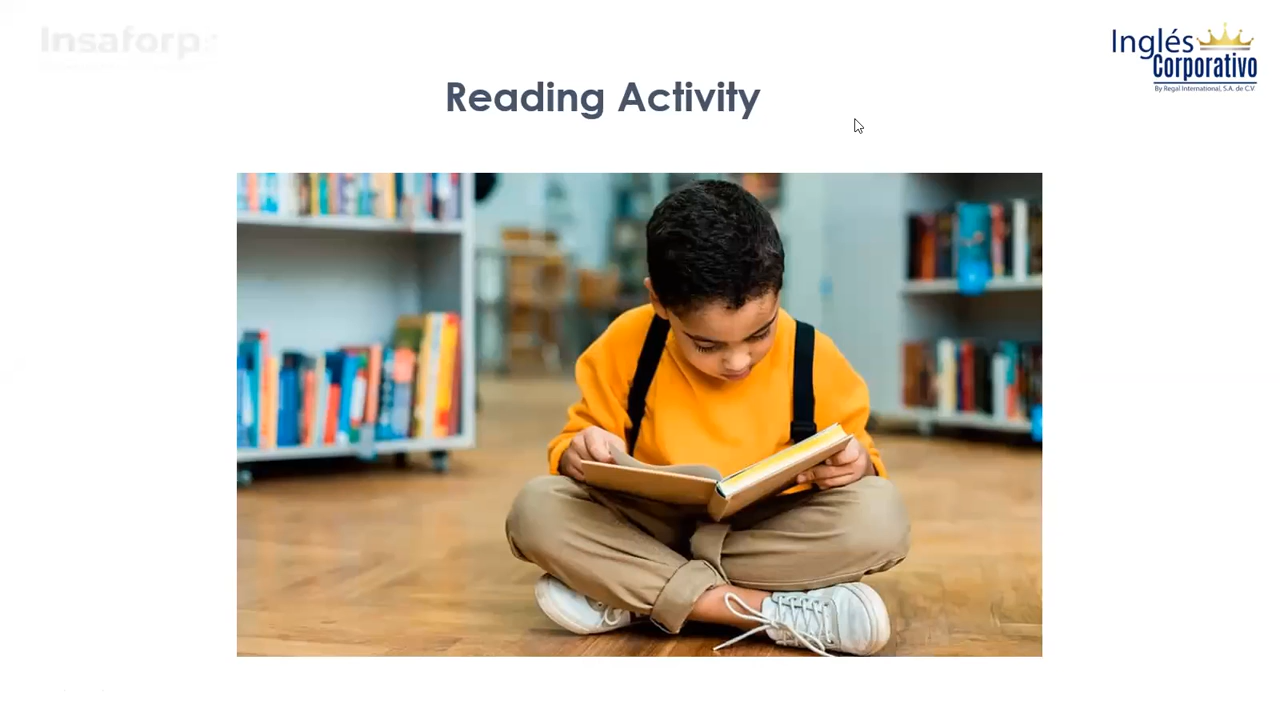 Insaforp
Inglés
Corporativo
By Regal International, S.A. de C.V.
Reading Activity